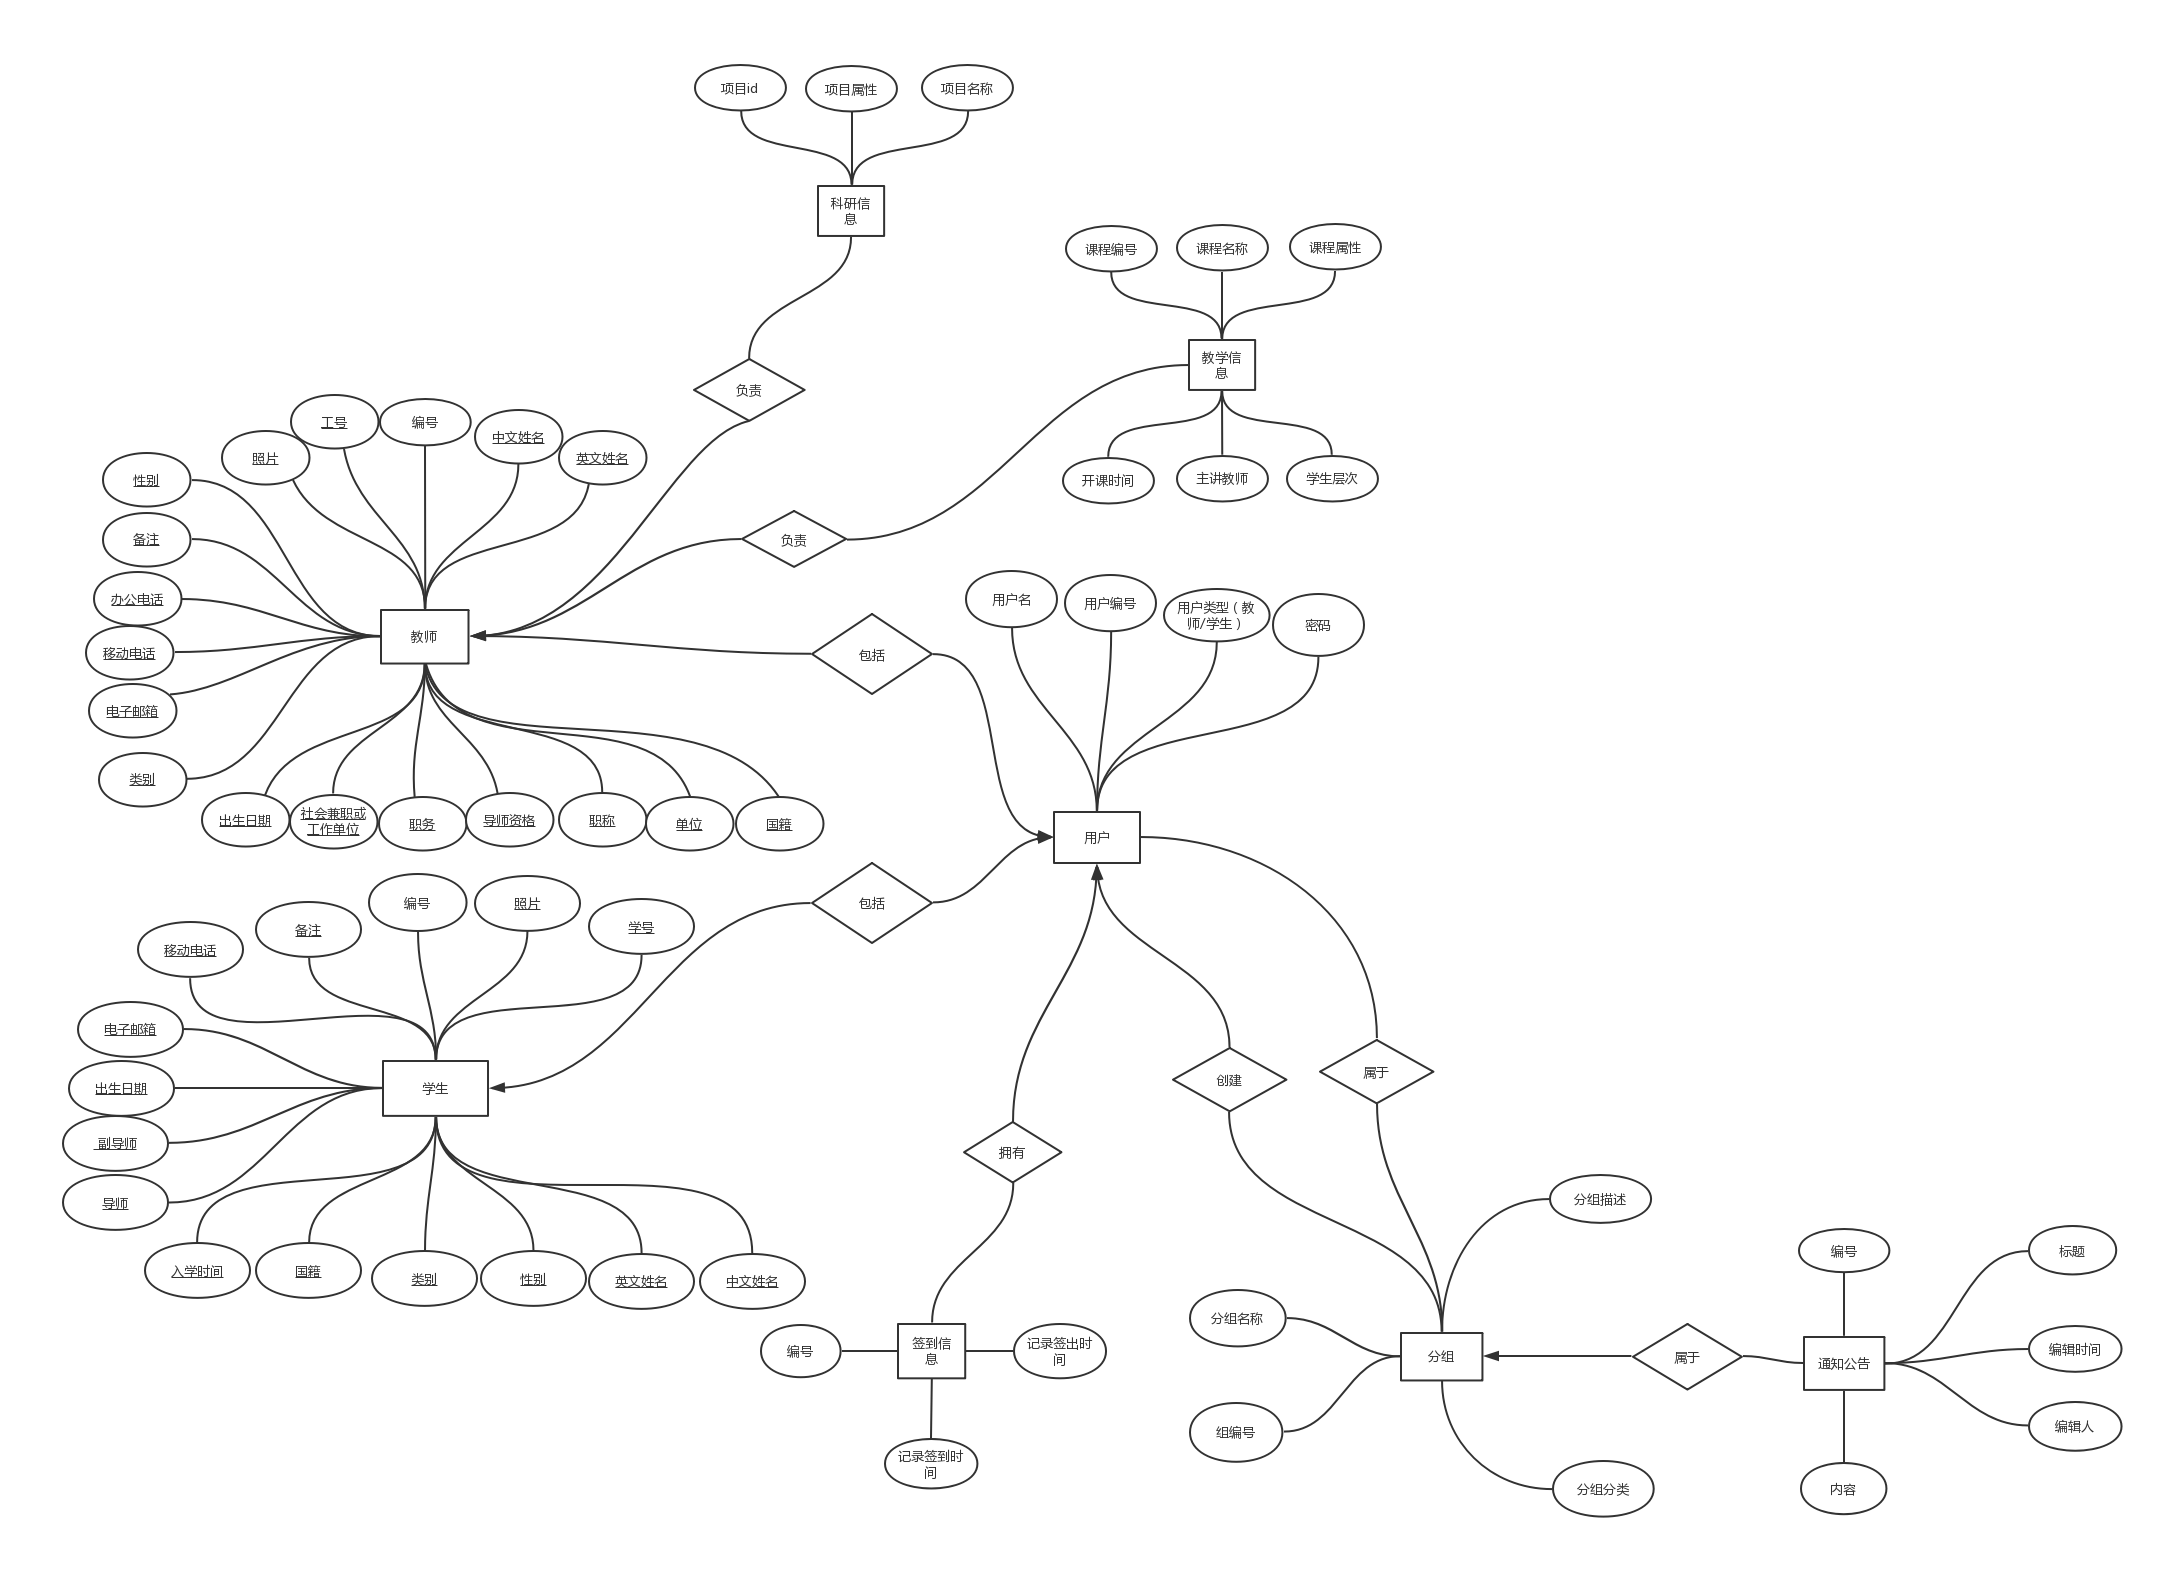 项目id
项目属性
项目名称
科研信
息
课程编号
课程名称
课程属性
教学信
息
负责
开课时间
主讲教师
学生层次
工号
编号
中文姓名
照片
英文姓名
性别
备注
负责
办公电话
移动电话
电子邮箱
类别
教师
包括
用户名
用户编号
用户类型（教
师/学生）
密码
出生日期
社会兼职或
工作单位
职务
导师资格
职称
单位
国籍
用户
包括
移动电话
备注
编号
照片
学号
电子邮箱
出生日期
副导师
导师
学生
创建
属于
拥有
入学时间
国籍
类别
性别
英文姓名
中文姓名
分组描述
编号
标题
分组名称
编号
签到信
息
记录签出时
间
分组
属于
通知公告
编辑时间
组编号
编辑人
记录签到时
间
分组分类
内容